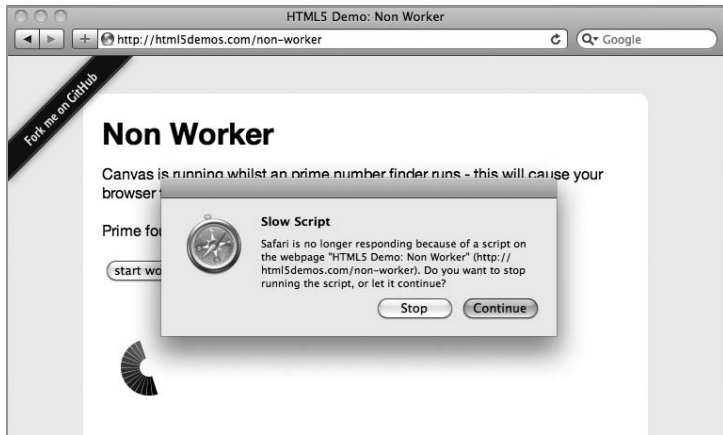 HTML5 Demo: Non Worker
http://html5demos.com/non-worker
Google
Fork me on GitHub
Non Worker
Canvas is running whilst an prime number finder runs - this will cause your
browser
Prime fou
start wo
Slow Script
Safari is no longer responding because of a script on
the webpage "HTML5 Demo: Non Worker" (http://
html5demos.com/non-worker). Do you want to stop
running the script, or let it continue?
Stop
Continue